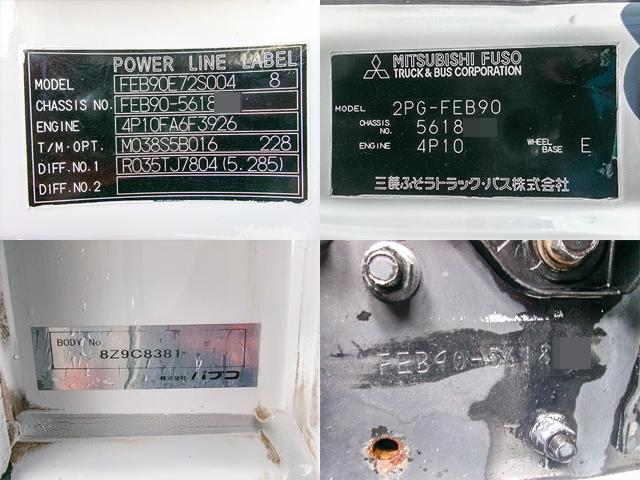 POWER LINE LABEL
MODEL FEB90E72S004 8
CHASSIS NO. FEB90-5618
ENGINE 4P10FA6F3926
T/M・OPT. M038S5B016 228
DIFF.NO.1 R035TJ7804(5.285)
DIFF.NO.2
MITSUBISHI FUSO
TRUCK & BUS CORPORATION
MODEL 2PG-FEB90
CHASSIS NO. 5618
ENGINE 4P10 WHEEL BASE E
三菱ふそうトラック・バス株式会社
BODY No
8Z9C8381-
株式会社 パブコ
FEB90-5618